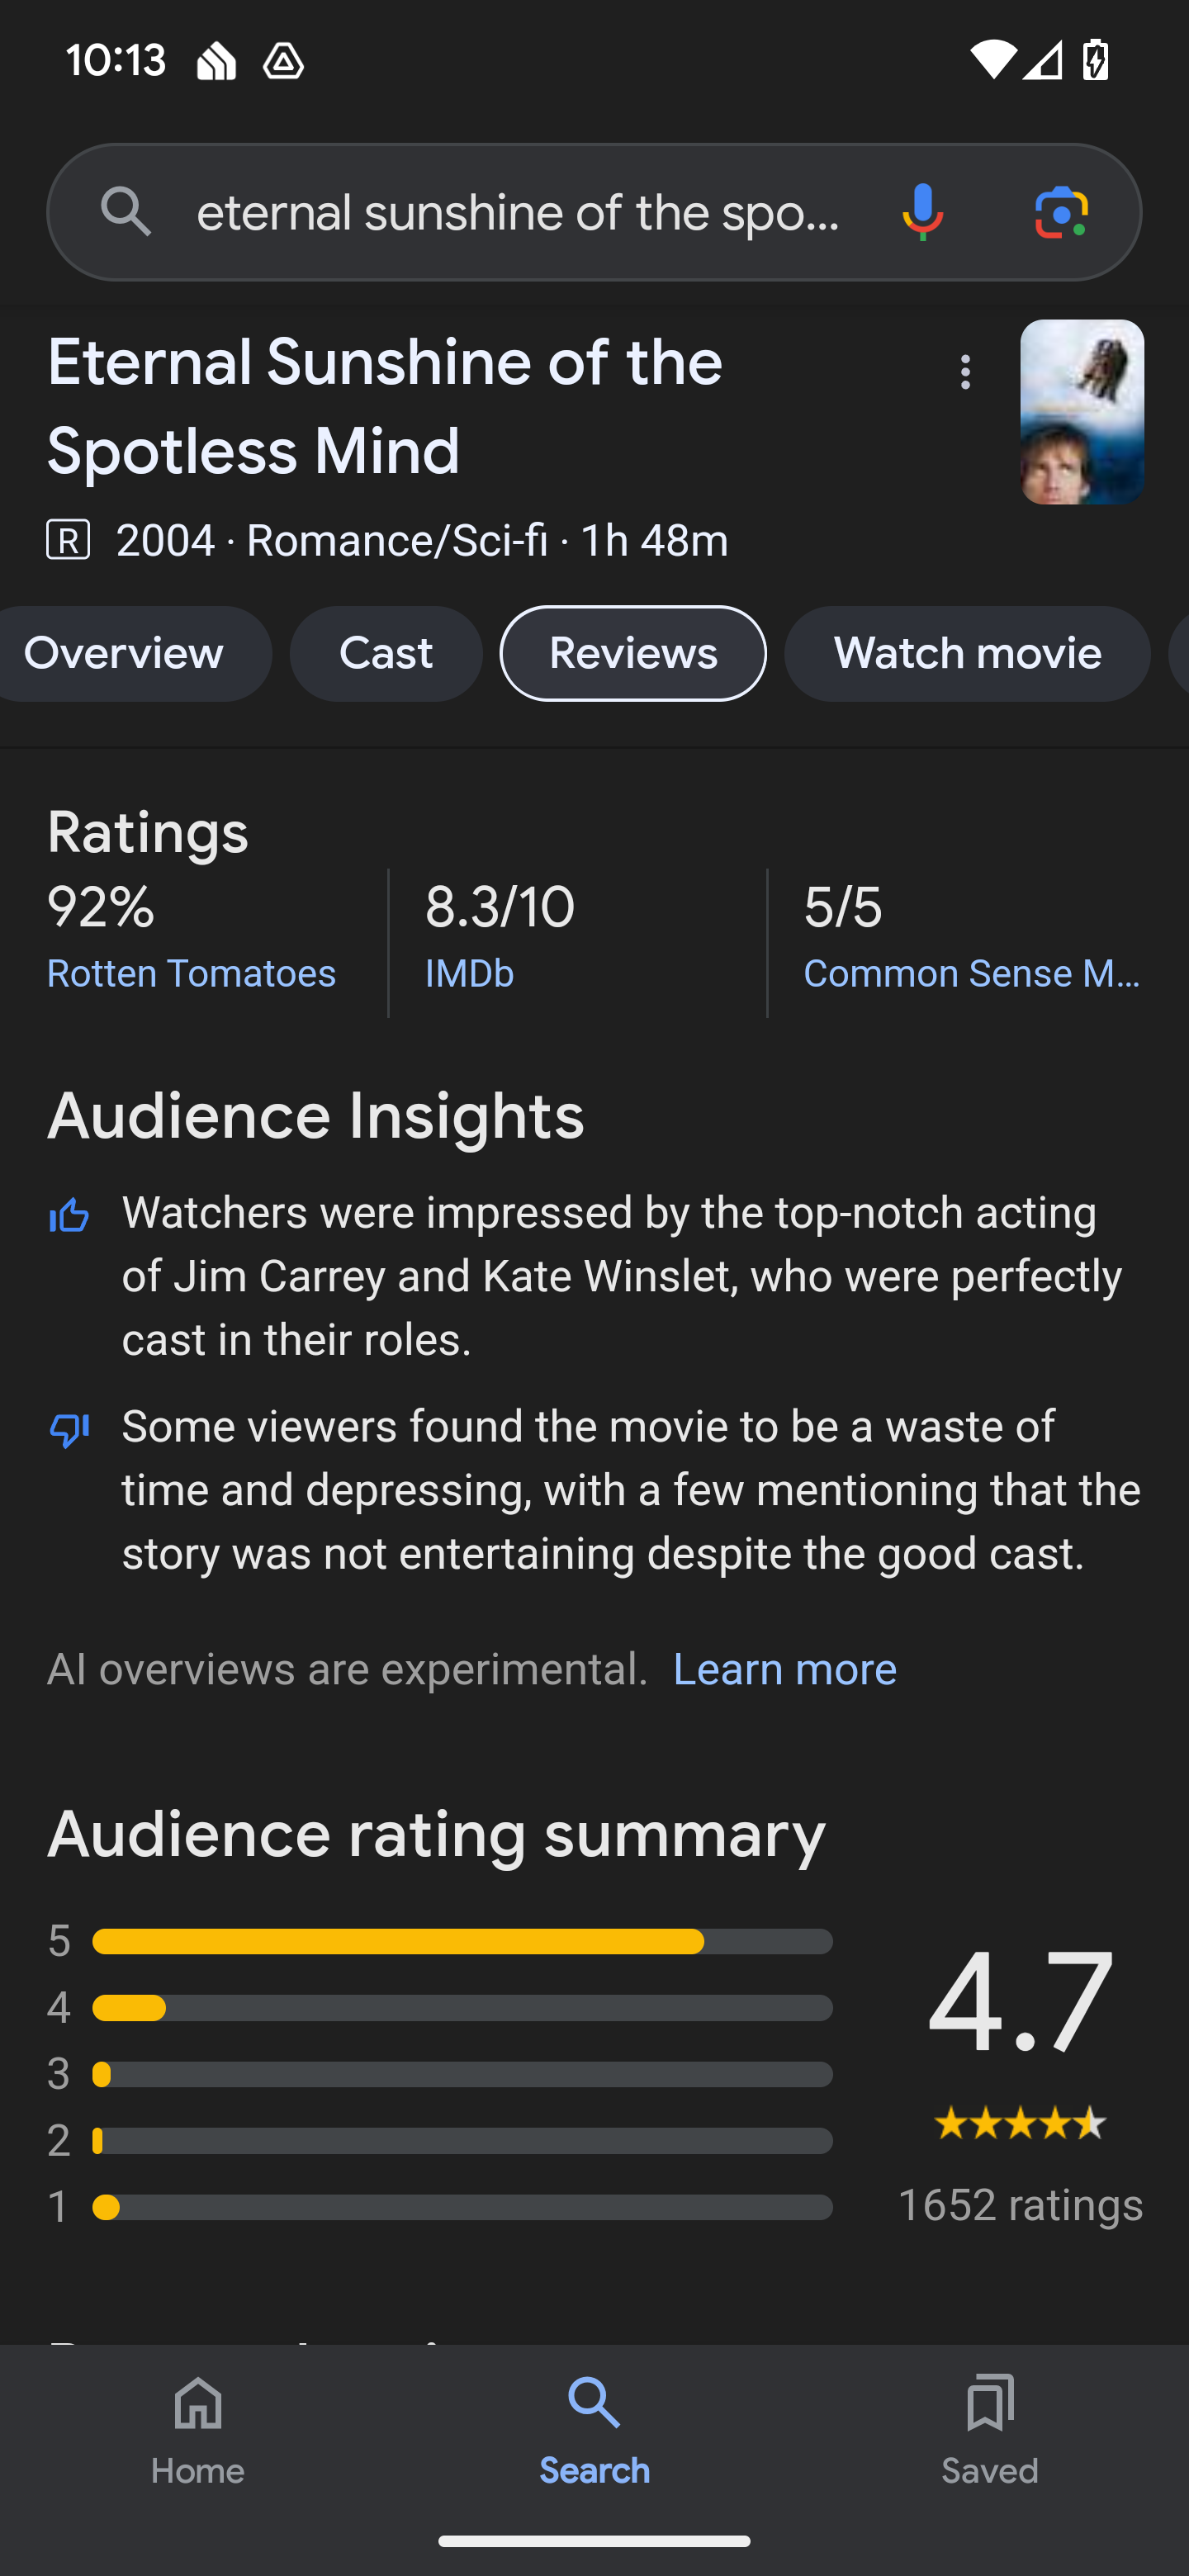 10:13
eternal sunshine of the spo...
Eternal Sunshine of the
Spotless Mind
R 2004 · Romance/Sci-fi · 1h 48m
Overview Cast Reviews Watch movie
Ratings
92% 8.3/10 5/5
Rotten Tomatoes IMDb Common Sense M...
Audience Insights
Watchers were impressed by the top-notch acting
of Jim Carrey and Kate Winslet, who were perfectly
cast in their roles.
Some viewers found the movie to be a waste of
time and depressing, with a few mentioning that the
story was not entertaining despite the good cast.
AI overviews are experimental. Learn more
Audience rating summary
5
4
3
2
1
4.7
1652 ratings
Home Search Saved